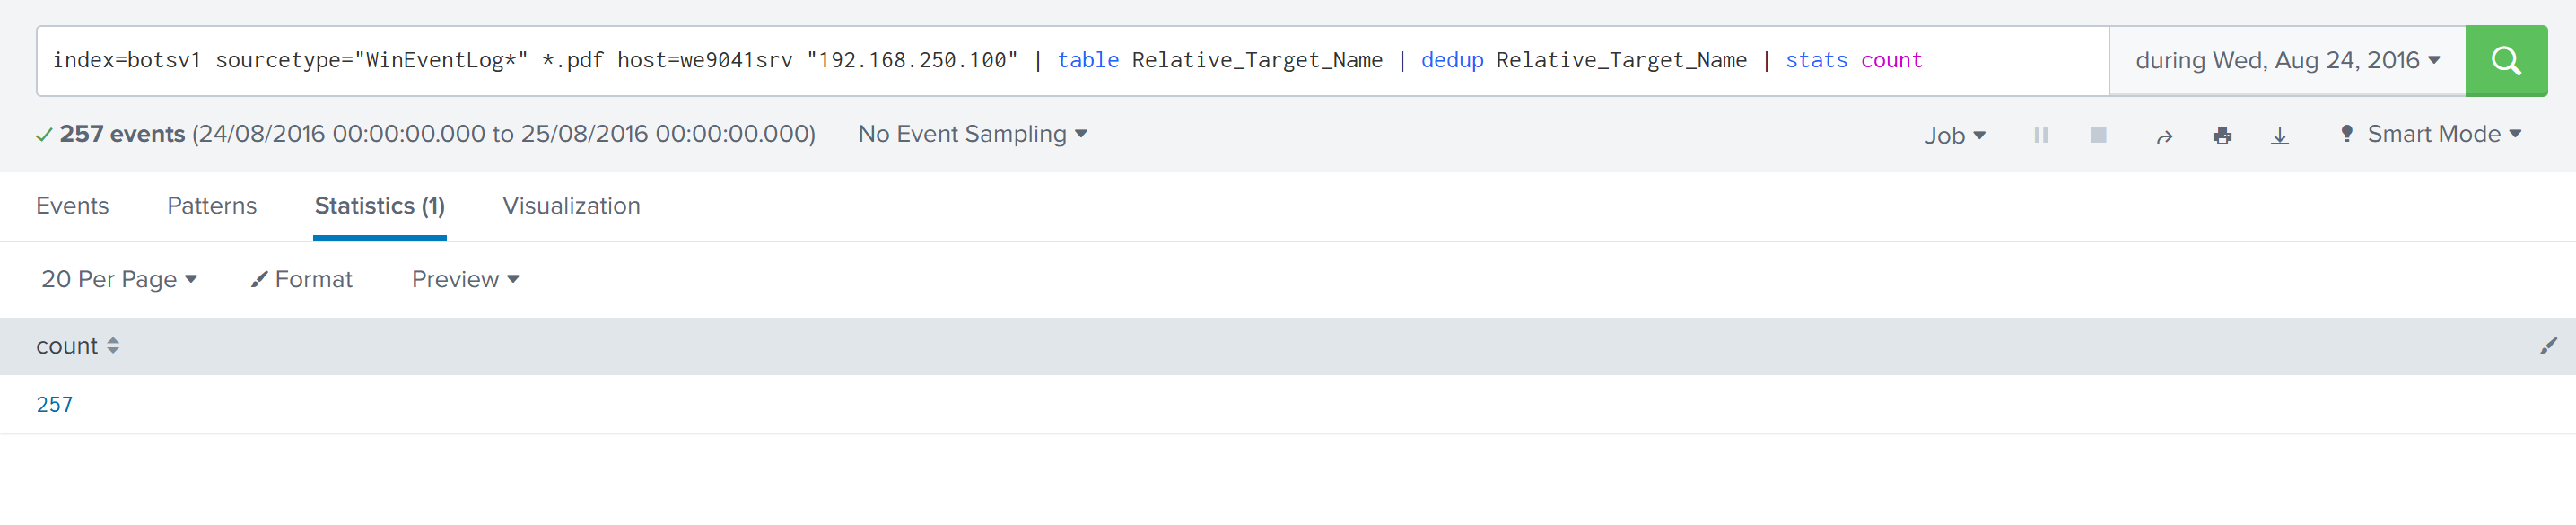 index=botsv1 sourcetype="WinEventLog*" *.pdf host=we9041srv "192.168.250.100" | table Relative_Target_Name | dedup Relative_Target_Name | stats count
during Wed, Aug 24, 2016
257 events (24/08/2016 00:00:00.000 to 25/08/2016 00:00:00.000) No Event Sampling Job Smart Mode
Events Patterns Statistics (1) Visualization
20 Per Page Format Preview
count
257